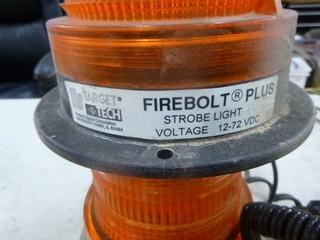 TARGET®
TECH
FIREBOLT® PLUS
STROBE LIGHT
VOLTAGE 12-72 VDC